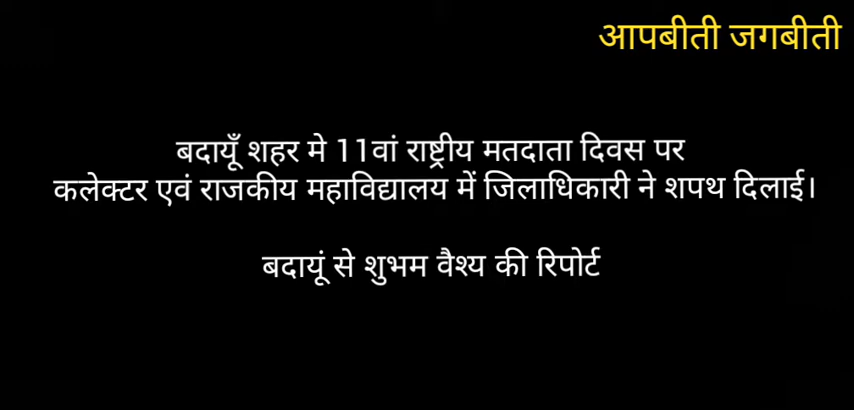 आपबीती जगबीती
बदायूँ शहर मे 11वां राष्ट्रीय मतदाता दिवस पर
कलेक्टर एवं राजकीय महाविद्यालय में जिलाधिकारी ने शपथ दिलाई।
बदायूं से शुभम वैश्य की रिपोर्ट